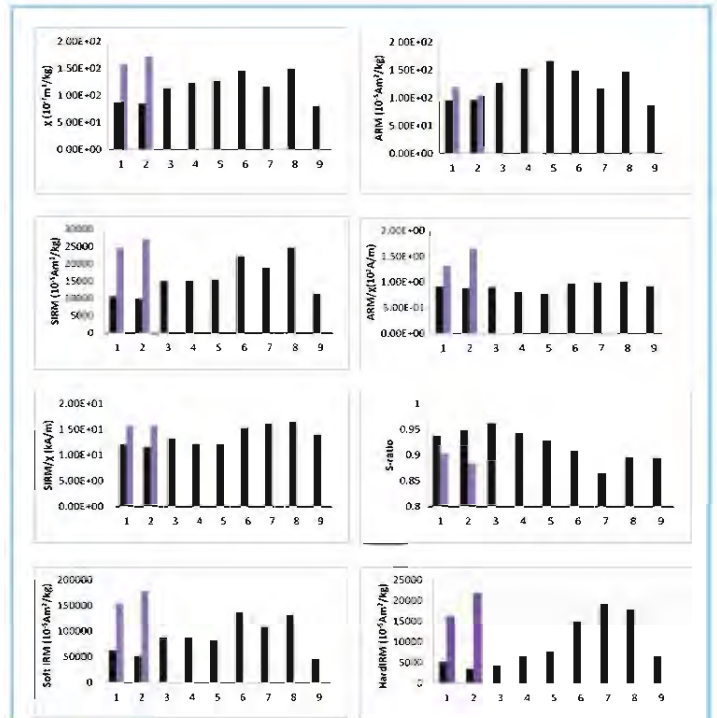 χ (10⁻⁷m³/kg)
2.00E+02
1.50E+02
1.00E+02
5.00E+01
0.00E+00
1 2 3 4 5 6 7 8 9
ARM (10⁻⁵Am²/kg)
2.00E+02
1.50E+02
1.00E+02
5.00E+01
0.00E+00
1 2 3 4 5 6 7 8 9
SIRM (10⁻⁵Am²/kg)
30000
25000
20000
15000
10000
5000
0
1 2 3 4 5 6 7 8 9
ARM/χ(10²A/m)
2.00E+00
1.50E+00
1.00E+00
5.00E-01
0.00E+00
1 2 3 4 5 6 7 8 9
SIRM/χ (kA/m)
2.00E+01
1.50E+01
1.00E+01
5.00E+00
0.00E+00
1 2 3 4 5 6 7 8 9
S-ratio
1
0.95
0.9
0.85
0.8
1 2 3 4 5 6 7 8 9
Soft IRM (10⁻⁵Am²/kg)
200000
150000
100000
50000
0
1 2 3 4 5 6 7 8 9
HardIRM (10⁻⁵Am²/kg)
25000
20000
15000
10000
5000
0
1 2 3 4 5 6 7 8 9